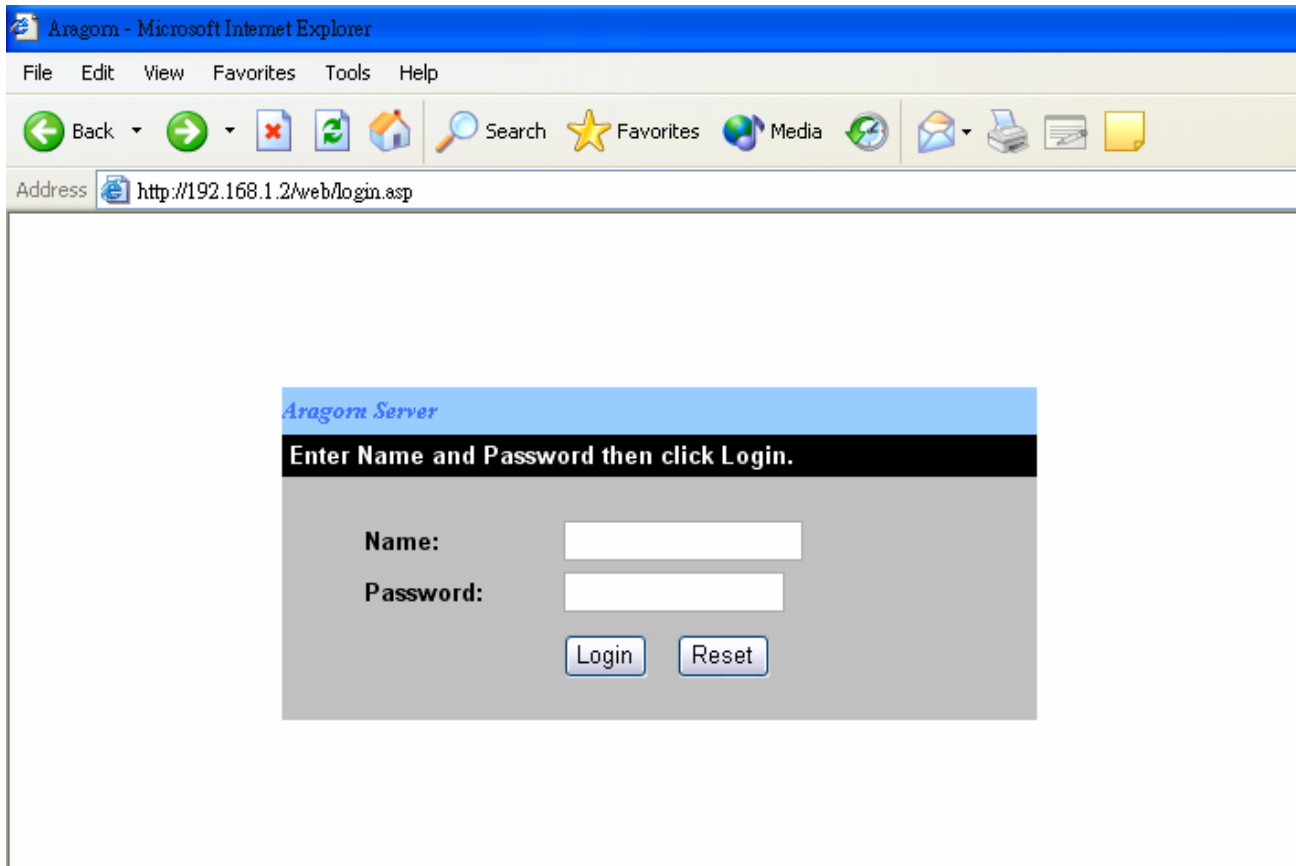 Aragorn - Microsoft Internet Explorer
File Edit View Favorites Tools Help
Back Search Favorites Media
Address http://192.168.1.2/web/login.asp
Aragorn Server
Enter Name and Password then click Login.
Name:
Password:
Login Reset